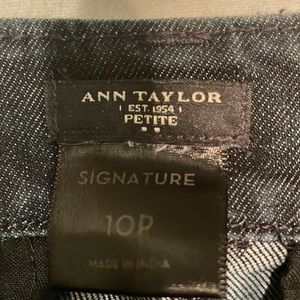 ANN TAYLOR
EST. 1954
PETITE
SIGNATURE
10P
MADE IN INDIA